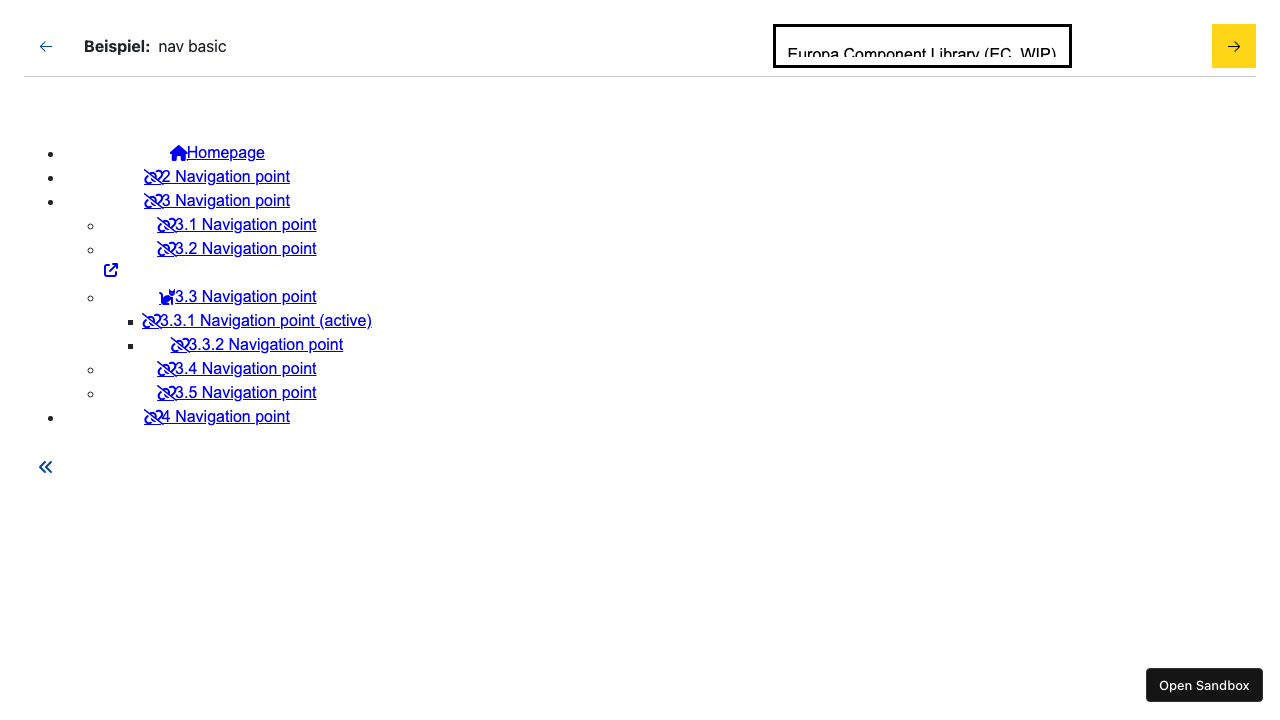 Beispiel: nav basic
Europa Component Library (EC, WIP)
Homepage
2 Navigation point
3 Navigation point
3.1 Navigation point
3.2 Navigation point
3.3 Navigation point
3.3.1 Navigation point (active)
3.3.2 Navigation point
3.4 Navigation point
3.5 Navigation point
4 Navigation point
Open Sandbox